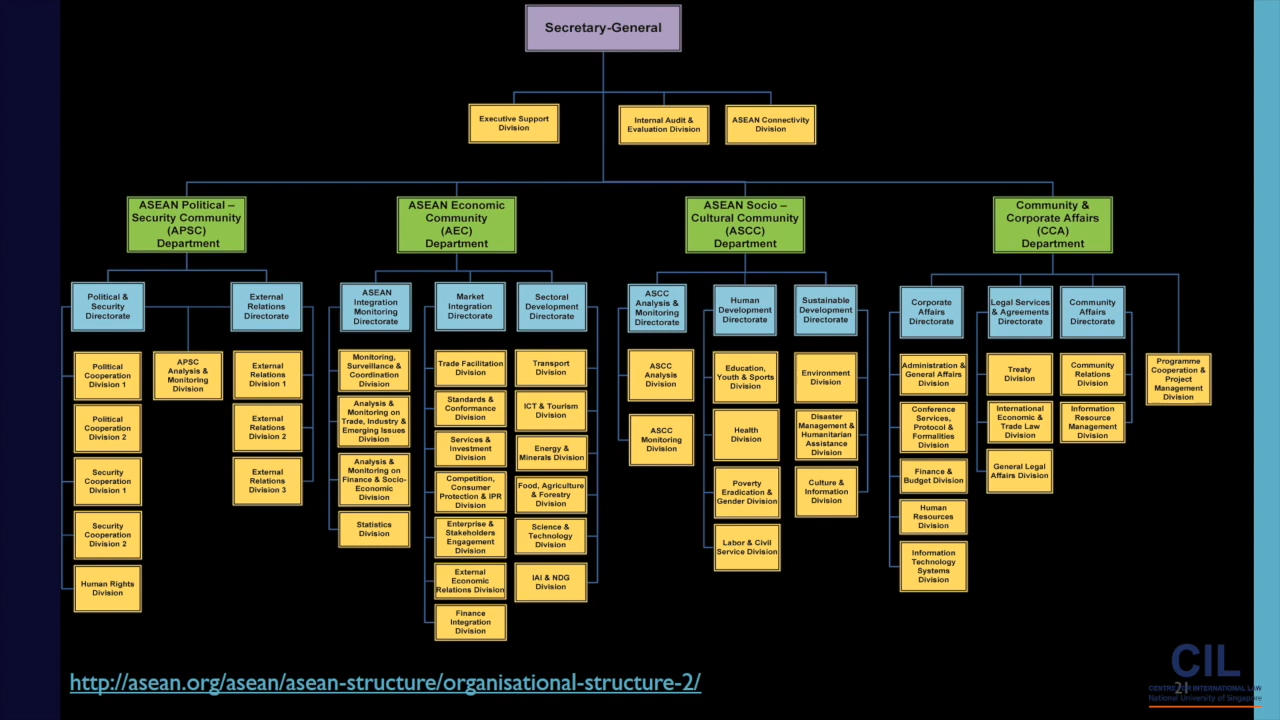 Secretary-General
Executive Support
Division
Internal Audit &
Evaluation Division
ASEAN Connectivity
Division
ASEAN Political –
Security Community
(APSC)
Department
ASEAN Economic
Community
(AEC)
Department
ASEAN Socio –
Cultural Community
(ASCC)
Department
Community &
Corporate Affairs
(CCA)
Department
Political &
Security
Directorate
External
Relations
Directorate
ASEAN
Integration
Monitoring
Directorate
Market
Integration
Directorate
Sectoral
Development
Directorate
ASCC
Analysis &
Monitoring
Directorate
Human
Development
Directorate
Sustainable
Development
Directorate
Corporate
Affairs
Directorate
Legal Services
& Agreements
Directorate
Community
Affairs
Directorate
Political
Cooperation
Division 1
Political
Cooperation
Division 2
Security
Cooperation
Division 1
Security
Cooperation
Division 2
Human Rights
Division
APSC
Analysis &
Monitoring
Division
External
Relations
Division 1
External
Relations
Division 2
External
Relations
Division 3
Monitoring,
Surveillance &
Coordination
Division
Analysis &
Monitoring on
Trade, Industry &
Emerging Issues
Division
Analysis &
Monitoring on
Finance & Socio-
Economic
Division
Statistics
Division
Trade Facilitation
Division
Standards &
Conformance
Division
Services &
Investment
Division
Competition,
Consumer
Protection & IPR
Division
Enterprise &
Stakeholders
Engagement
Division
External
Economic
Relations Division
Finance
Integration
Division
Transport
Division
ICT & Tourism
Division
Energy &
Minerals Division
Food, Agriculture
& Forestry
Division
Science &
Technology
Division
IAI & NDG
Division
ASCC
Analysis
Division
ASCC
Monitoring
Division
Education,
Youth & Sports
Division
Health
Division
Poverty
Eradication &
Gender Division
Labor & Civil
Service Division
Environment
Division
Disaster
Management &
Humanitarian
Assistance
Division
Culture &
Information
Division
Administration &
General Affairs
Division
Conference
Services,
Protocol &
Formalities
Division
Finance &
Budget Division
Human
Resources
Division
Information
Technology
Systems
Division
Treaty
Division
International
Economic &
Trade Law
Division
General Legal
Affairs Division
Community
Relations
Division
Information
Resource
Management
Division
Programme
Cooperation &
Project
Management
Division
http://asean.org/asean/asean-structure/organisational-structure-2/
CIL
21
CENTRE FOR INTERNATIONAL LAW
National University of Singapore